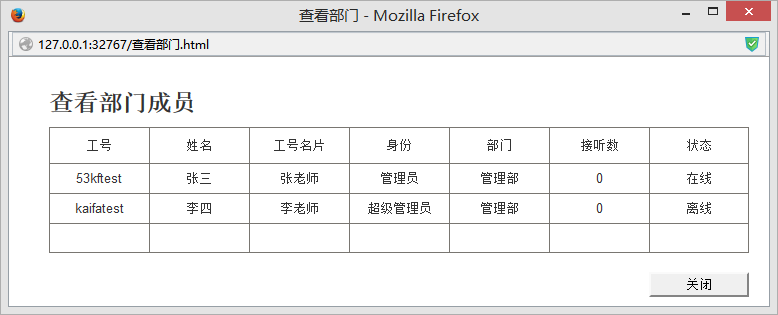 查看部门 - Mozilla Firefox
127.0.0.1:32767/查看部门.html
查看部门成员
工号 姓名 工号名片 身份 部门 接听数 状态
53kftest 张三 张老师 管理员 管理部 0 在线
kaifatest 李四 李老师 超级管理员 管理部 0 离线
关闭